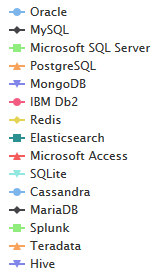 Oracle
MySQL
Microsoft SQL Server
PostgreSQL
MongoDB
IBM Db2
Redis
Elasticsearch
Microsoft Access
SQLite
Cassandra
MariaDB
Splunk
Teradata
Hive